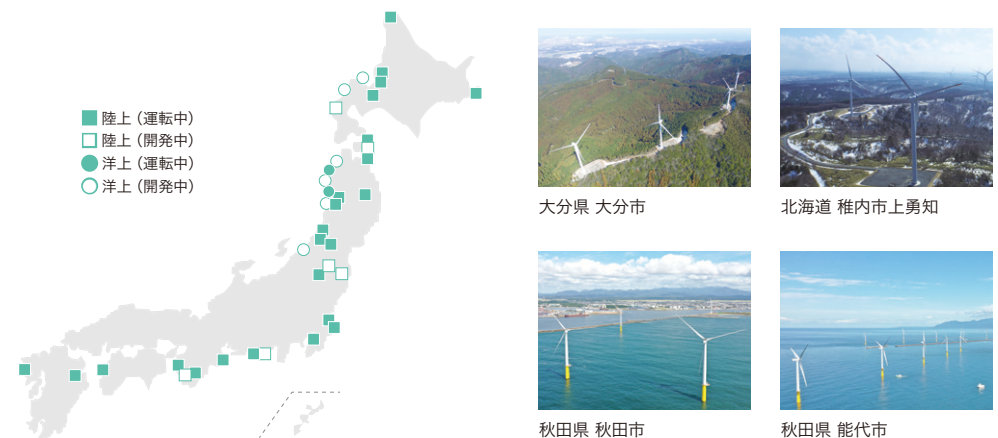 陸上（運転中）
陸上（開発中）
洋上（運転中）
洋上（開発中）
大分県 大分市
北海道 稚内市上勇知
秋田県 秋田市
秋田県 能代市